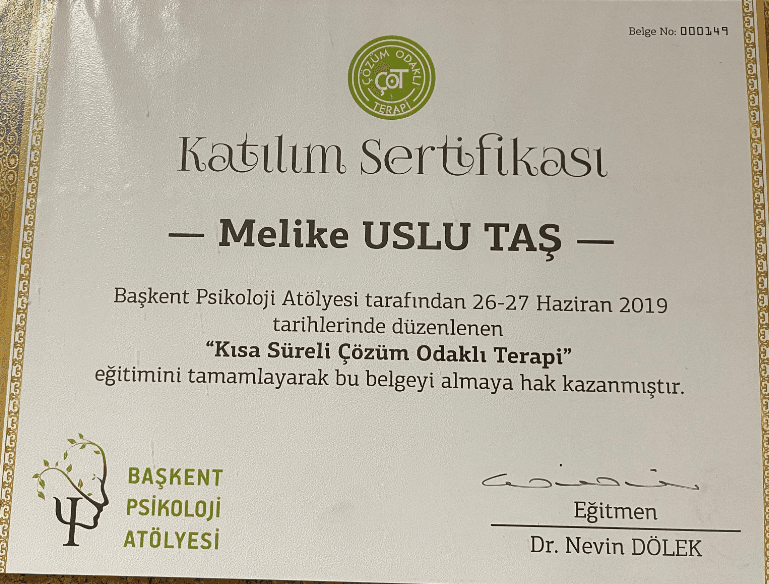 Belge No: 000149
ÇÖZÜM ODAKLI
ÇÖT
TERAPİ
Katılım Sertifikası
— Melike USLU TAŞ —
Başkent Psikoloji Atölyesi tarafından 26-27 Haziran 2019
tarihlerinde düzenlenen
“Kısa Süreli Çözüm Odaklı Terapi”
eğitimini tamamlayarak bu belgeyi almaya hak kazanmıştır.
BAŞKENT
PSİKOLOJİ
ATÖLYESİ
Eğitmen
Dr. Nevin DÖLEK